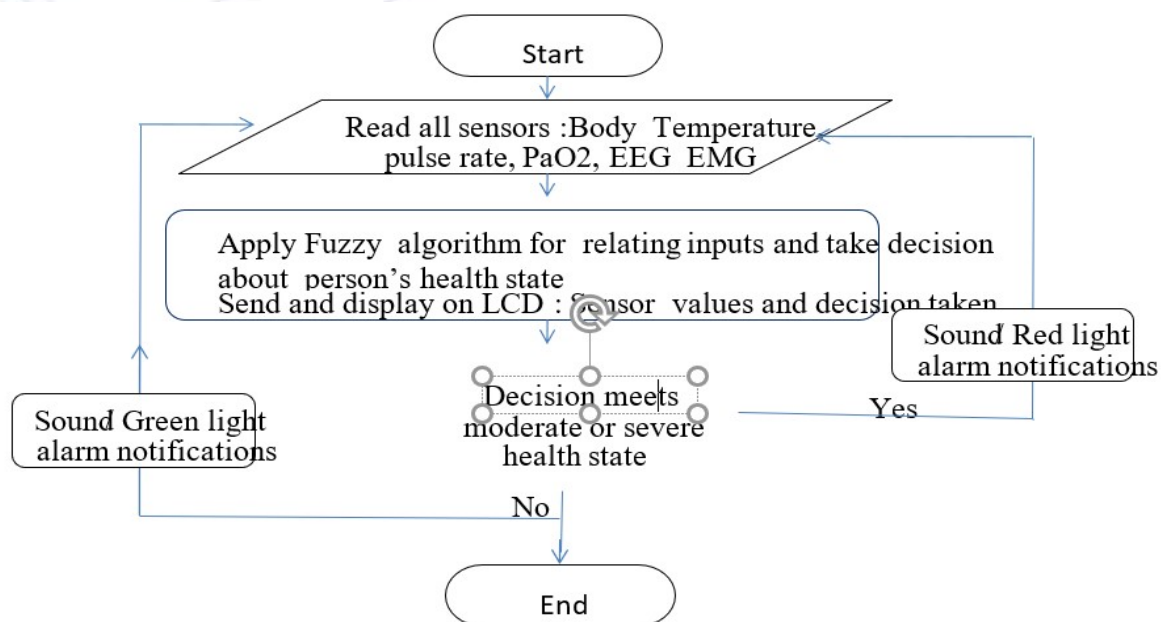 Start
Read all sensors :Body Temperature,
pulse rate, PaO2, EEG EMG
Apply Fuzzy algorithm for relating inputs and take decision
about person's health state
Send and display on LCD : Sensor values and decision taken
Sound/ Red light
alarm notifications
Decision meets
moderate or severe
health state
Yes
Sound/ Green light
alarm notifications
No
End